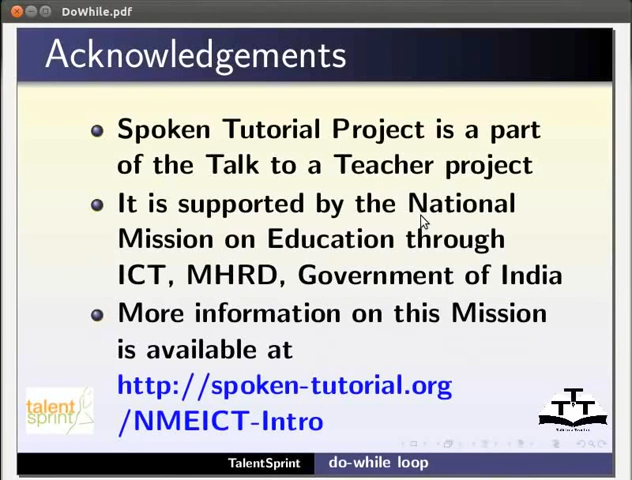 DoWhile.pdf
Acknowledgements
Spoken Tutorial Project is a part
of the Talk to a Teacher project
It is supported by the National
Mission on Education through
ICT, MHRD, Government of India
More information on this Mission
is available at
http://spoken-tutorial.org
/NMEICT-Intro
talent
sprint
TTT
TalentSprint
do-while loop